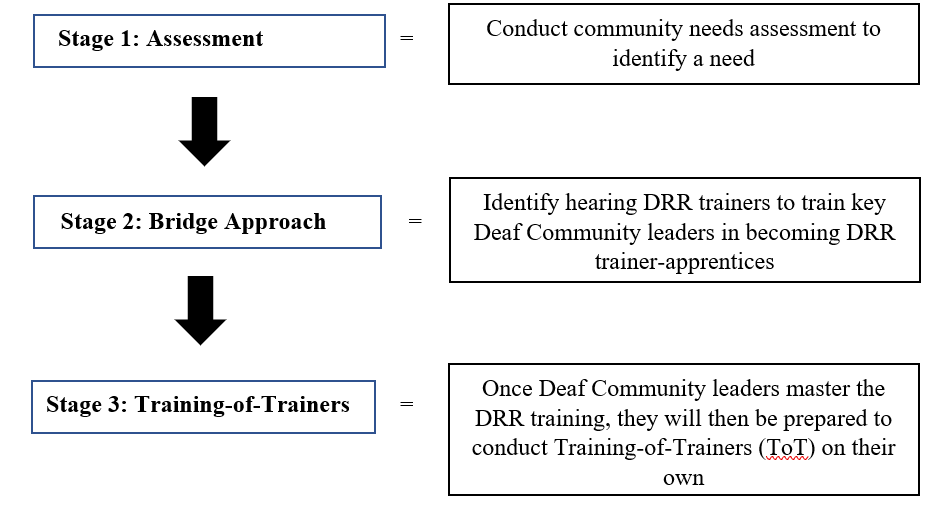 Stage 1: Assessment
=
Conduct community needs assessment to
identify a need
Stage 2: Bridge Approach
=
Identify hearing DRR trainers to train key
Deaf Community leaders in becoming DRR
trainer-apprentices
Stage 3: Training-of-Trainers
=
Once Deaf Community leaders master the
DRR training, they will then be prepared to
conduct Training-of-Trainers (ToT) on their
own